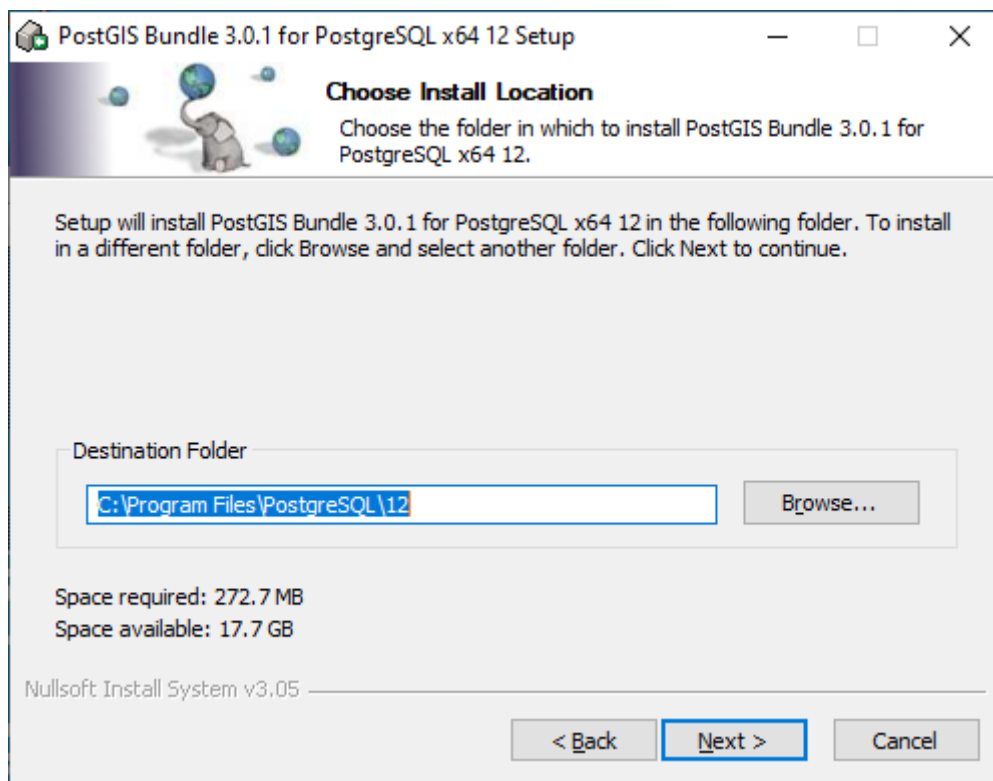 PostGIS Bundle 3.0.1 for PostgreSQL x64 12 Setup
Choose Install Location
Choose the folder in which to install PostGIS Bundle 3.0.1 for
PostgreSQL x64 12.
Setup will install PostGIS Bundle 3.0.1 for PostgreSQL x64 12 in the following folder. To install
in a different folder, click Browse and select another folder. Click Next to continue.
Destination Folder
C:\Program Files\PostgreSQL\12
Browse...
Space required: 272.7 MB
Space available: 17.7 GB
Nullsoft Install System v3.05
< Back
Next >
Cancel